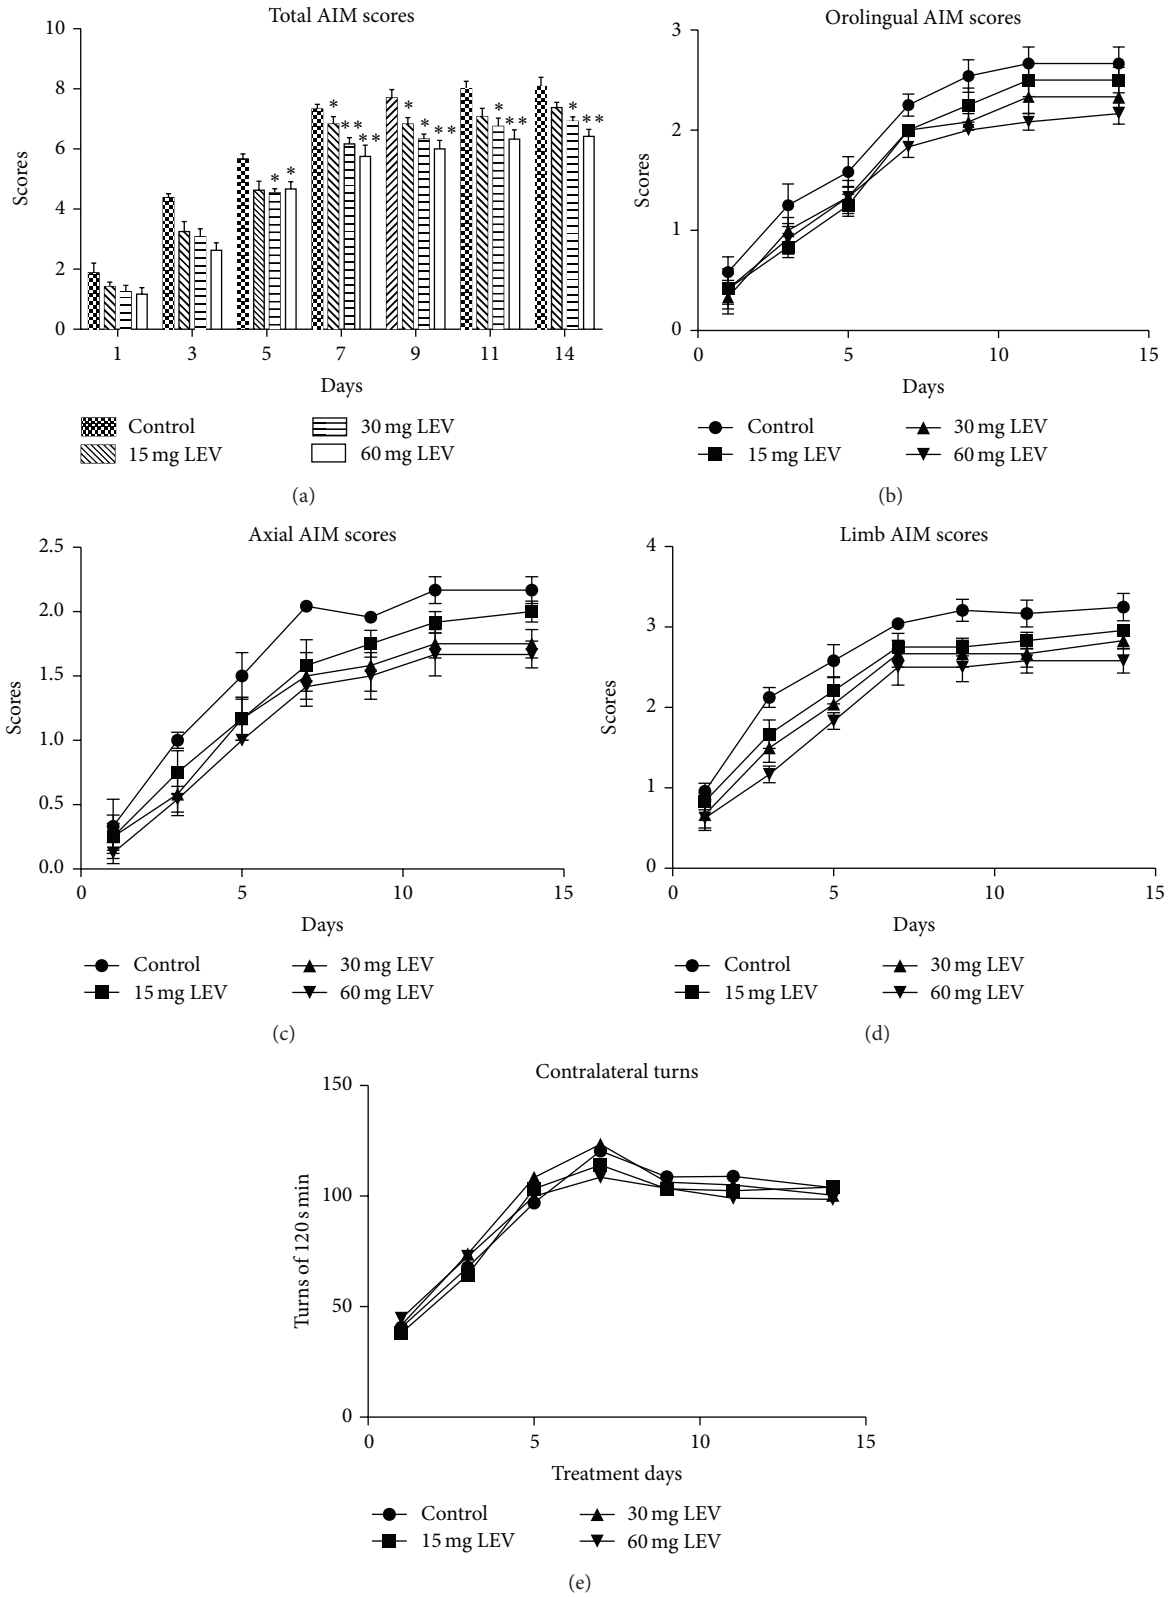 Total AIM scores
10
8
6
4
2
0
Scores
* ** ** * * ** * ** * ** * *
1 3 5 7 9 11 14
Days
Control
15 mg LEV
30 mg LEV
60 mg LEV
(a)
Orolingual AIM scores
3
2
1
0
Scores
0 5 10 15
Days
Control
15 mg LEV
30 mg LEV
60 mg LEV
(b)
Axial AIM scores
2.5
2.0
1.5
1.0
0.5
0.0
Scores
0 5 10 15
Days
Control
15 mg LEV
30 mg LEV
60 mg LEV
(c)
Limb AIM scores
4
3
2
1
0
Scores
0 5 10 15
Days
Control
15 mg LEV
30 mg LEV
60 mg LEV
(d)
Contralateral turns
150
100
50
0
Turns of 120 s min
0 5 10 15
Treatment days
Control
15 mg LEV
30 mg LEV
60 mg LEV
(e)